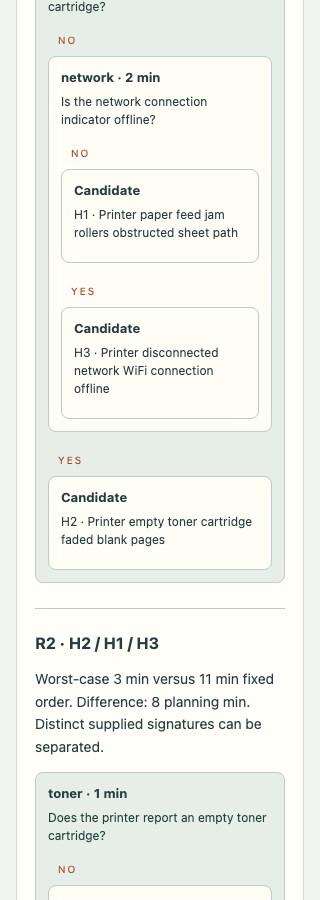 cartridge?
NO
network · 2 min
Is the network connection
indicator offline?
NO
Candidate
H1 · Printer paper feed jam
rollers obstructed sheet path
YES
Candidate
H3 · Printer disconnected
network WiFi connection
offline
YES
Candidate
H2 · Printer empty toner cartridge
faded blank pages
R2 · H2 / H1 / H3
Worst-case 3 min versus 11 min fixed
order. Difference: 8 planning min.
Distinct supplied signatures can be
separated.
toner · 1 min
Does the printer report an empty toner
cartridge?
NO